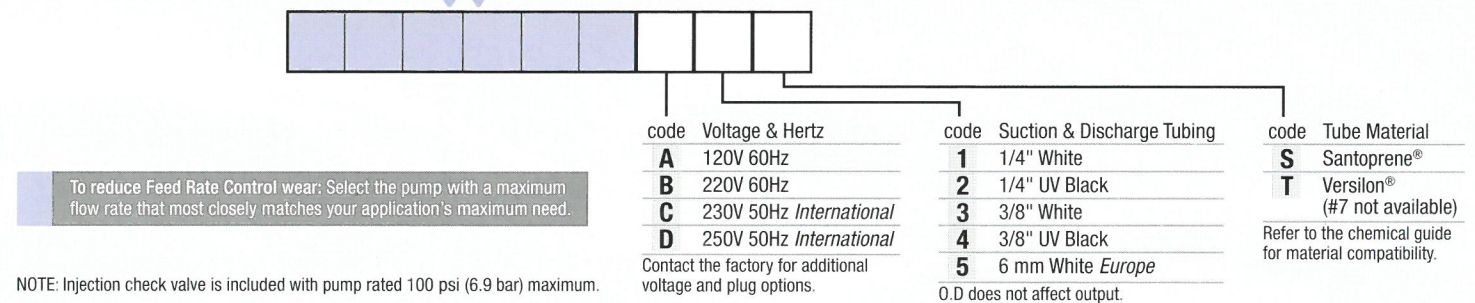 code Voltage & Hertz
A 120V 60Hz
B 220V 60Hz
C 230V 50Hz International
D 250V 50Hz International
Contact the factory for additional
voltage and plug options.
code Suction & Discharge Tubing
1 1/4" White
2 1/4" UV Black
3 3/8" White
4 3/8" UV Black
5 6 mm White Europe
O.D does not affect output.
code Tube Material
S Santoprene®
T Versilon®
(#7 not available)
Refer to the chemical guide
for material compatibility.
To reduce Feed Rate Control wear: Select the pump with a maximum
flow rate that most closely matches your application's maximum need.
NOTE: Injection check valve is included with pump rated 100 psi (6.9 bar) maximum.